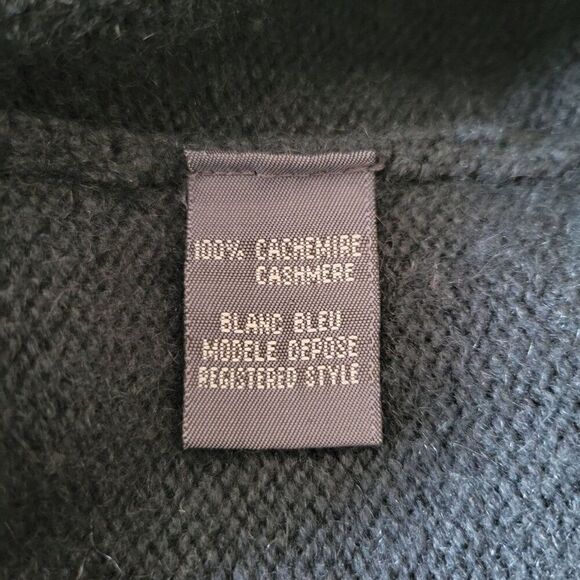 100% CACHEMIRE
CASHMERE
BLANC BLEU
MODELE DEPOSE
REGISTERED STYLE